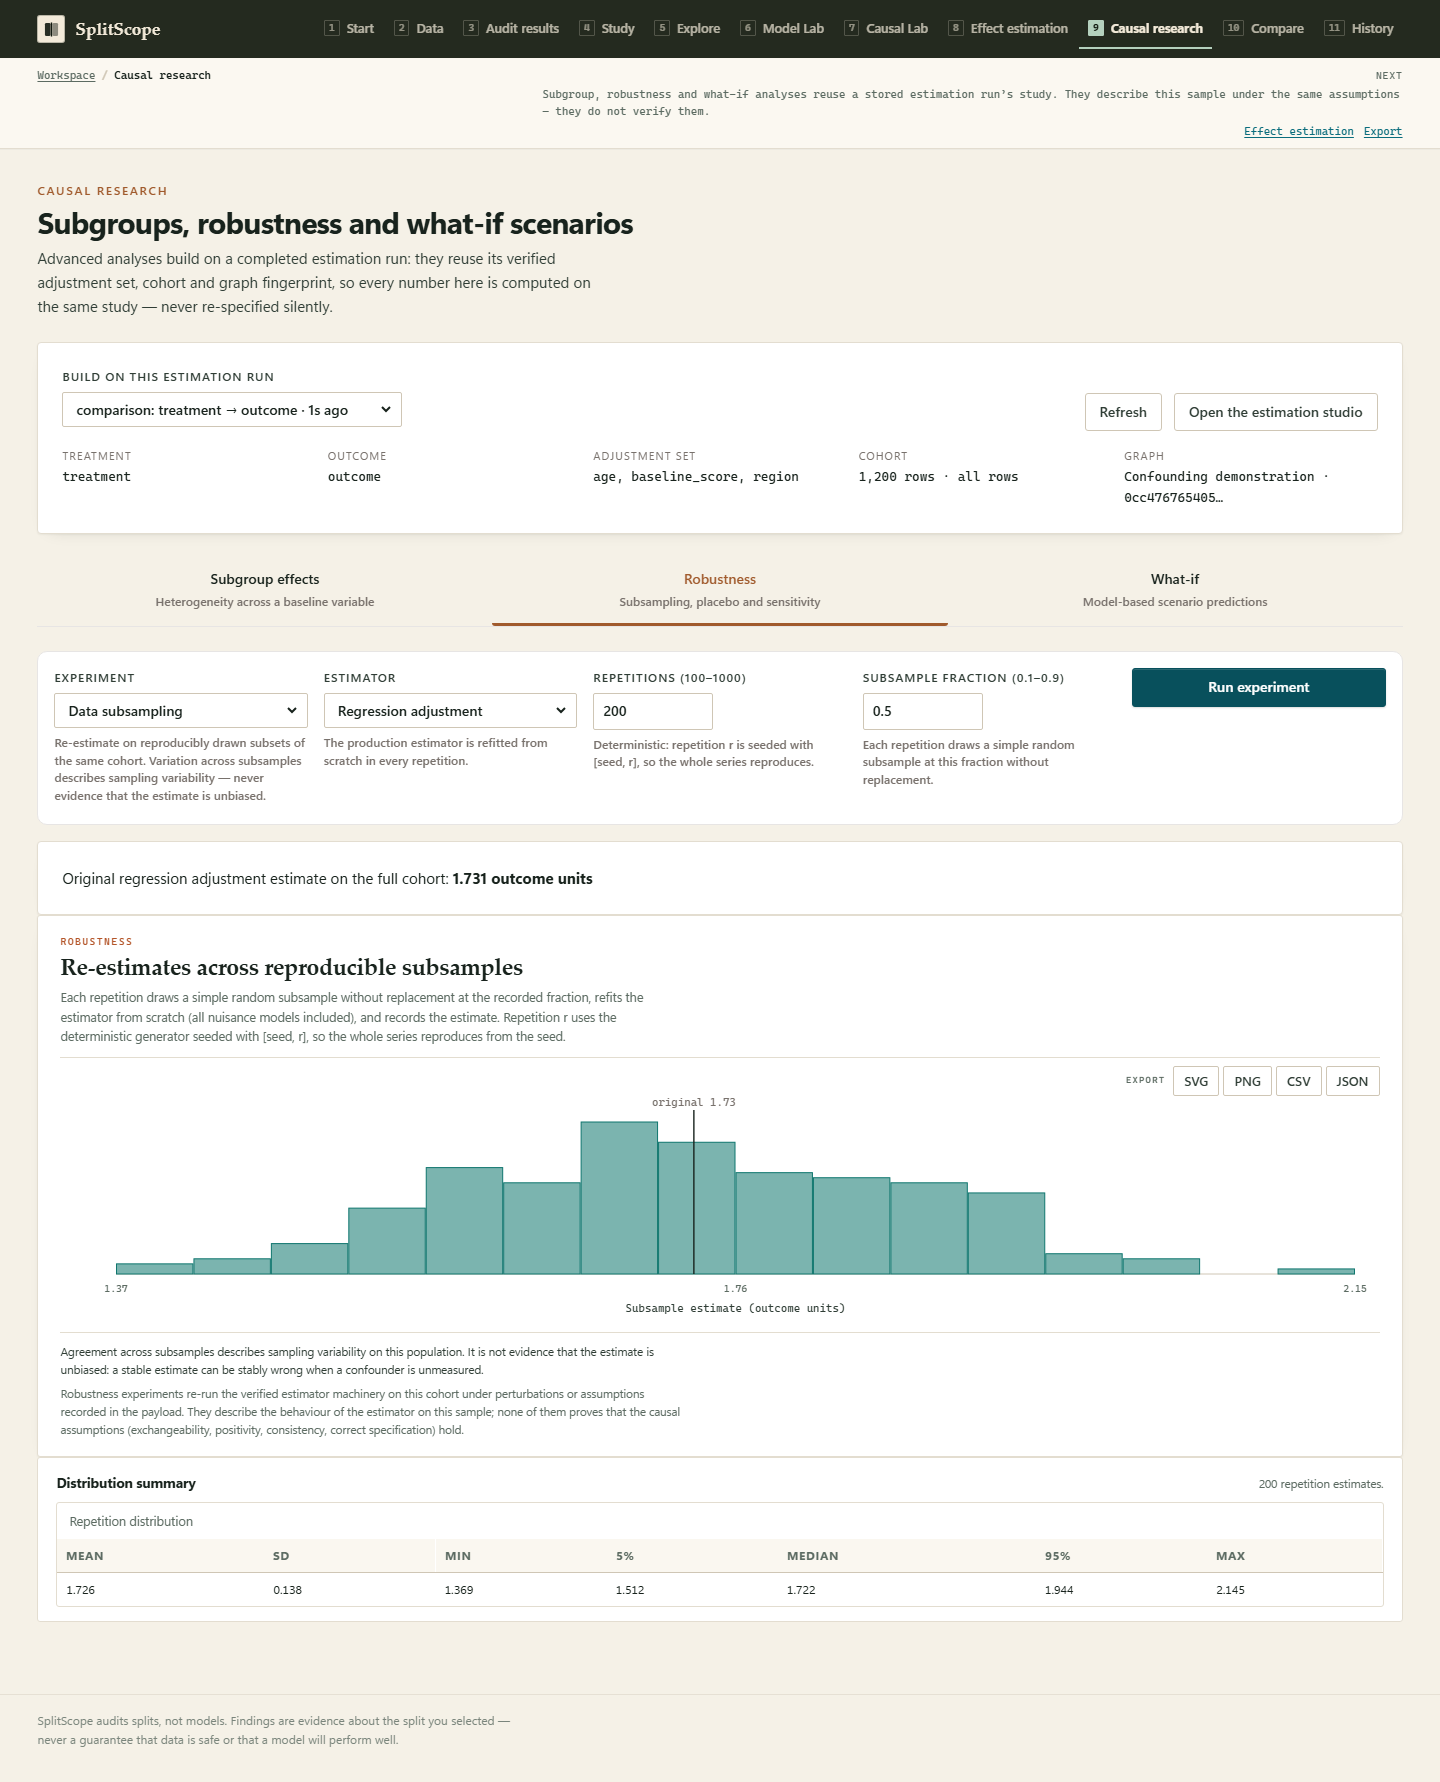 SplitScope
1 Start
2 Data
3 Audit results
4 Study
5 Explore
6 Model Lab
7 Causal Lab
8 Effect estimation
9 Causal research
10 Compare
11 History
Workspace / Causal research
NEXT
Subgroup, robustness and what-if analyses reuse a stored estimation run's study. They describe this sample under the same assumptions
— they do not verify them.
Effect estimation Export
CAUSAL RESEARCH
Subgroups, robustness and what-if scenarios
Advanced analyses build on a completed estimation run: they reuse its verified
adjustment set, cohort and graph fingerprint, so every number here is computed on
the same study — never re-specified silently.
BUILD ON THIS ESTIMATION RUN
comparison: treatment → outcome · 1s ago
Refresh
Open the estimation studio
TREATMENT
treatment
OUTCOME
outcome
ADJUSTMENT SET
age, baseline_score, region
COHORT
1,200 rows · all rows
GRAPH
Confounding demonstration ·
0cc476765405…
Subgroup effects
Heterogeneity across a baseline variable
Robustness
Subsampling, placebo and sensitivity
What-if
Model-based scenario predictions
EXPERIMENT
Data subsampling
Re-estimate on reproducibly drawn subsets of
the same cohort. Variation across subsamples
describes sampling variability — never
evidence that the estimate is unbiased.
ESTIMATOR
Regression adjustment
The production estimator is refitted from
scratch in every repetition.
REPETITIONS (100–1000)
200
Deterministic: repetition r is seeded with
[seed, r], so the whole series reproduces.
SUBSAMPLE FRACTION (0.1–0.9)
0.5
Each repetition draws a simple random
subsample at this fraction without
replacement.
Run experiment
Original regression adjustment estimate on the full cohort: 1.731 outcome units
ROBUSTNESS
Re-estimates across reproducible subsamples
Each repetition draws a simple random subsample without replacement at the recorded fraction, refits the
estimator from scratch (all nuisance models included), and records the estimate. Repetition r uses the
deterministic generator seeded with [seed, r], so the whole series reproduces from the seed.
EXPORT SVG PNG CSV JSON
original 1.73
1.37 1.76 2.15
Subsample estimate (outcome units)
Agreement across subsamples describes sampling variability on this population. It is not evidence that the estimate is
unbiased: a stable estimate can be stably wrong when a confounder is unmeasured.
Robustness experiments re-run the verified estimator machinery on this cohort under perturbations or assumptions
recorded in the payload. They describe the behaviour of the estimator on this sample; none of them proves that the causal
assumptions (exchangeability, positivity, consistency, correct specification) hold.
Distribution summary
200 repetition estimates.
Repetition distribution
MEAN SD MIN 5% MEDIAN 95% MAX
1.726 0.138 1.369 1.512 1.722 1.944 2.145
SplitScope audits splits, not models. Findings are evidence about the split you selected —
never a guarantee that data is safe or that a model will perform well.